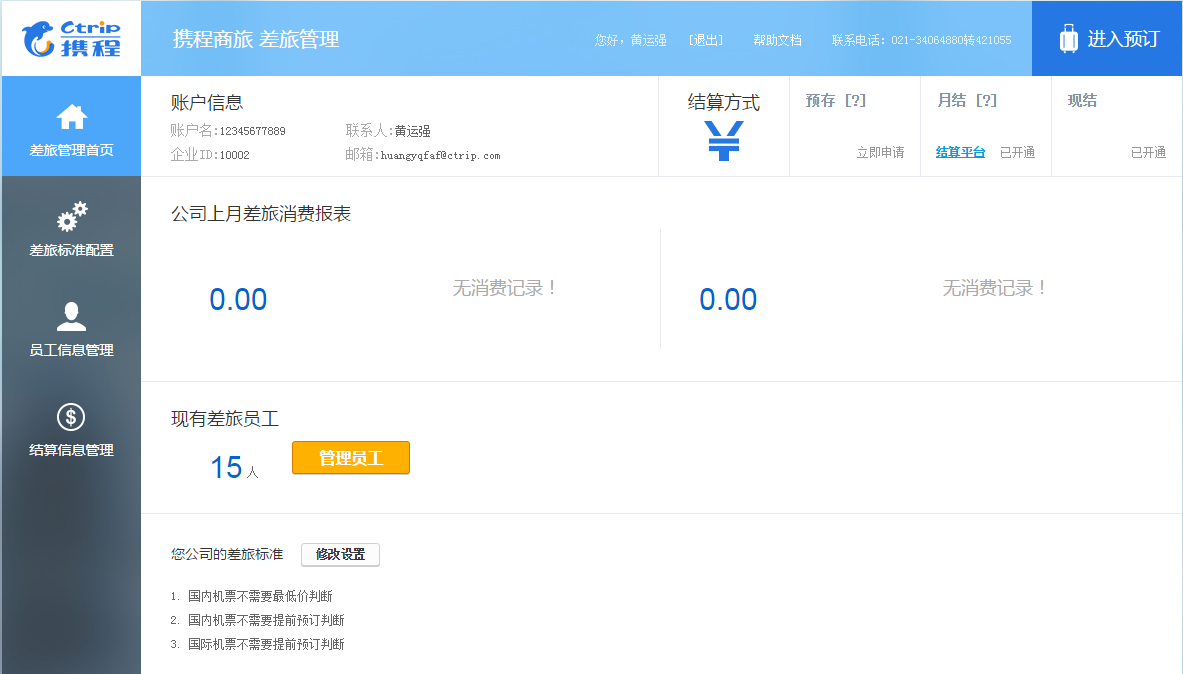 Ctrip
携程
携程商旅 差旅管理
您好，黄运强 [退出] 帮助文档 联系电话：021-34064880转421055
进入预订
差旅管理首页
差旅标准配置
员工信息管理
结算信息管理
账户信息
账户名:12345677889 联系人:黄运强
企业ID:10002 邮箱:huangyqfaf@ctrip.com
结算方式
¥
预存 [?]
立即申请
月结 [?]
结算平台 已开通
现结
已开通
公司上月差旅消费报表
0.00 无消费记录！
0.00 无消费记录！
现有差旅员工
15人 管理员工
您公司的差旅标准 修改设置
1. 国内机票不需要最低价判断
2. 国内机票不需要提前预订判断
3. 国际机票不需要提前预订判断